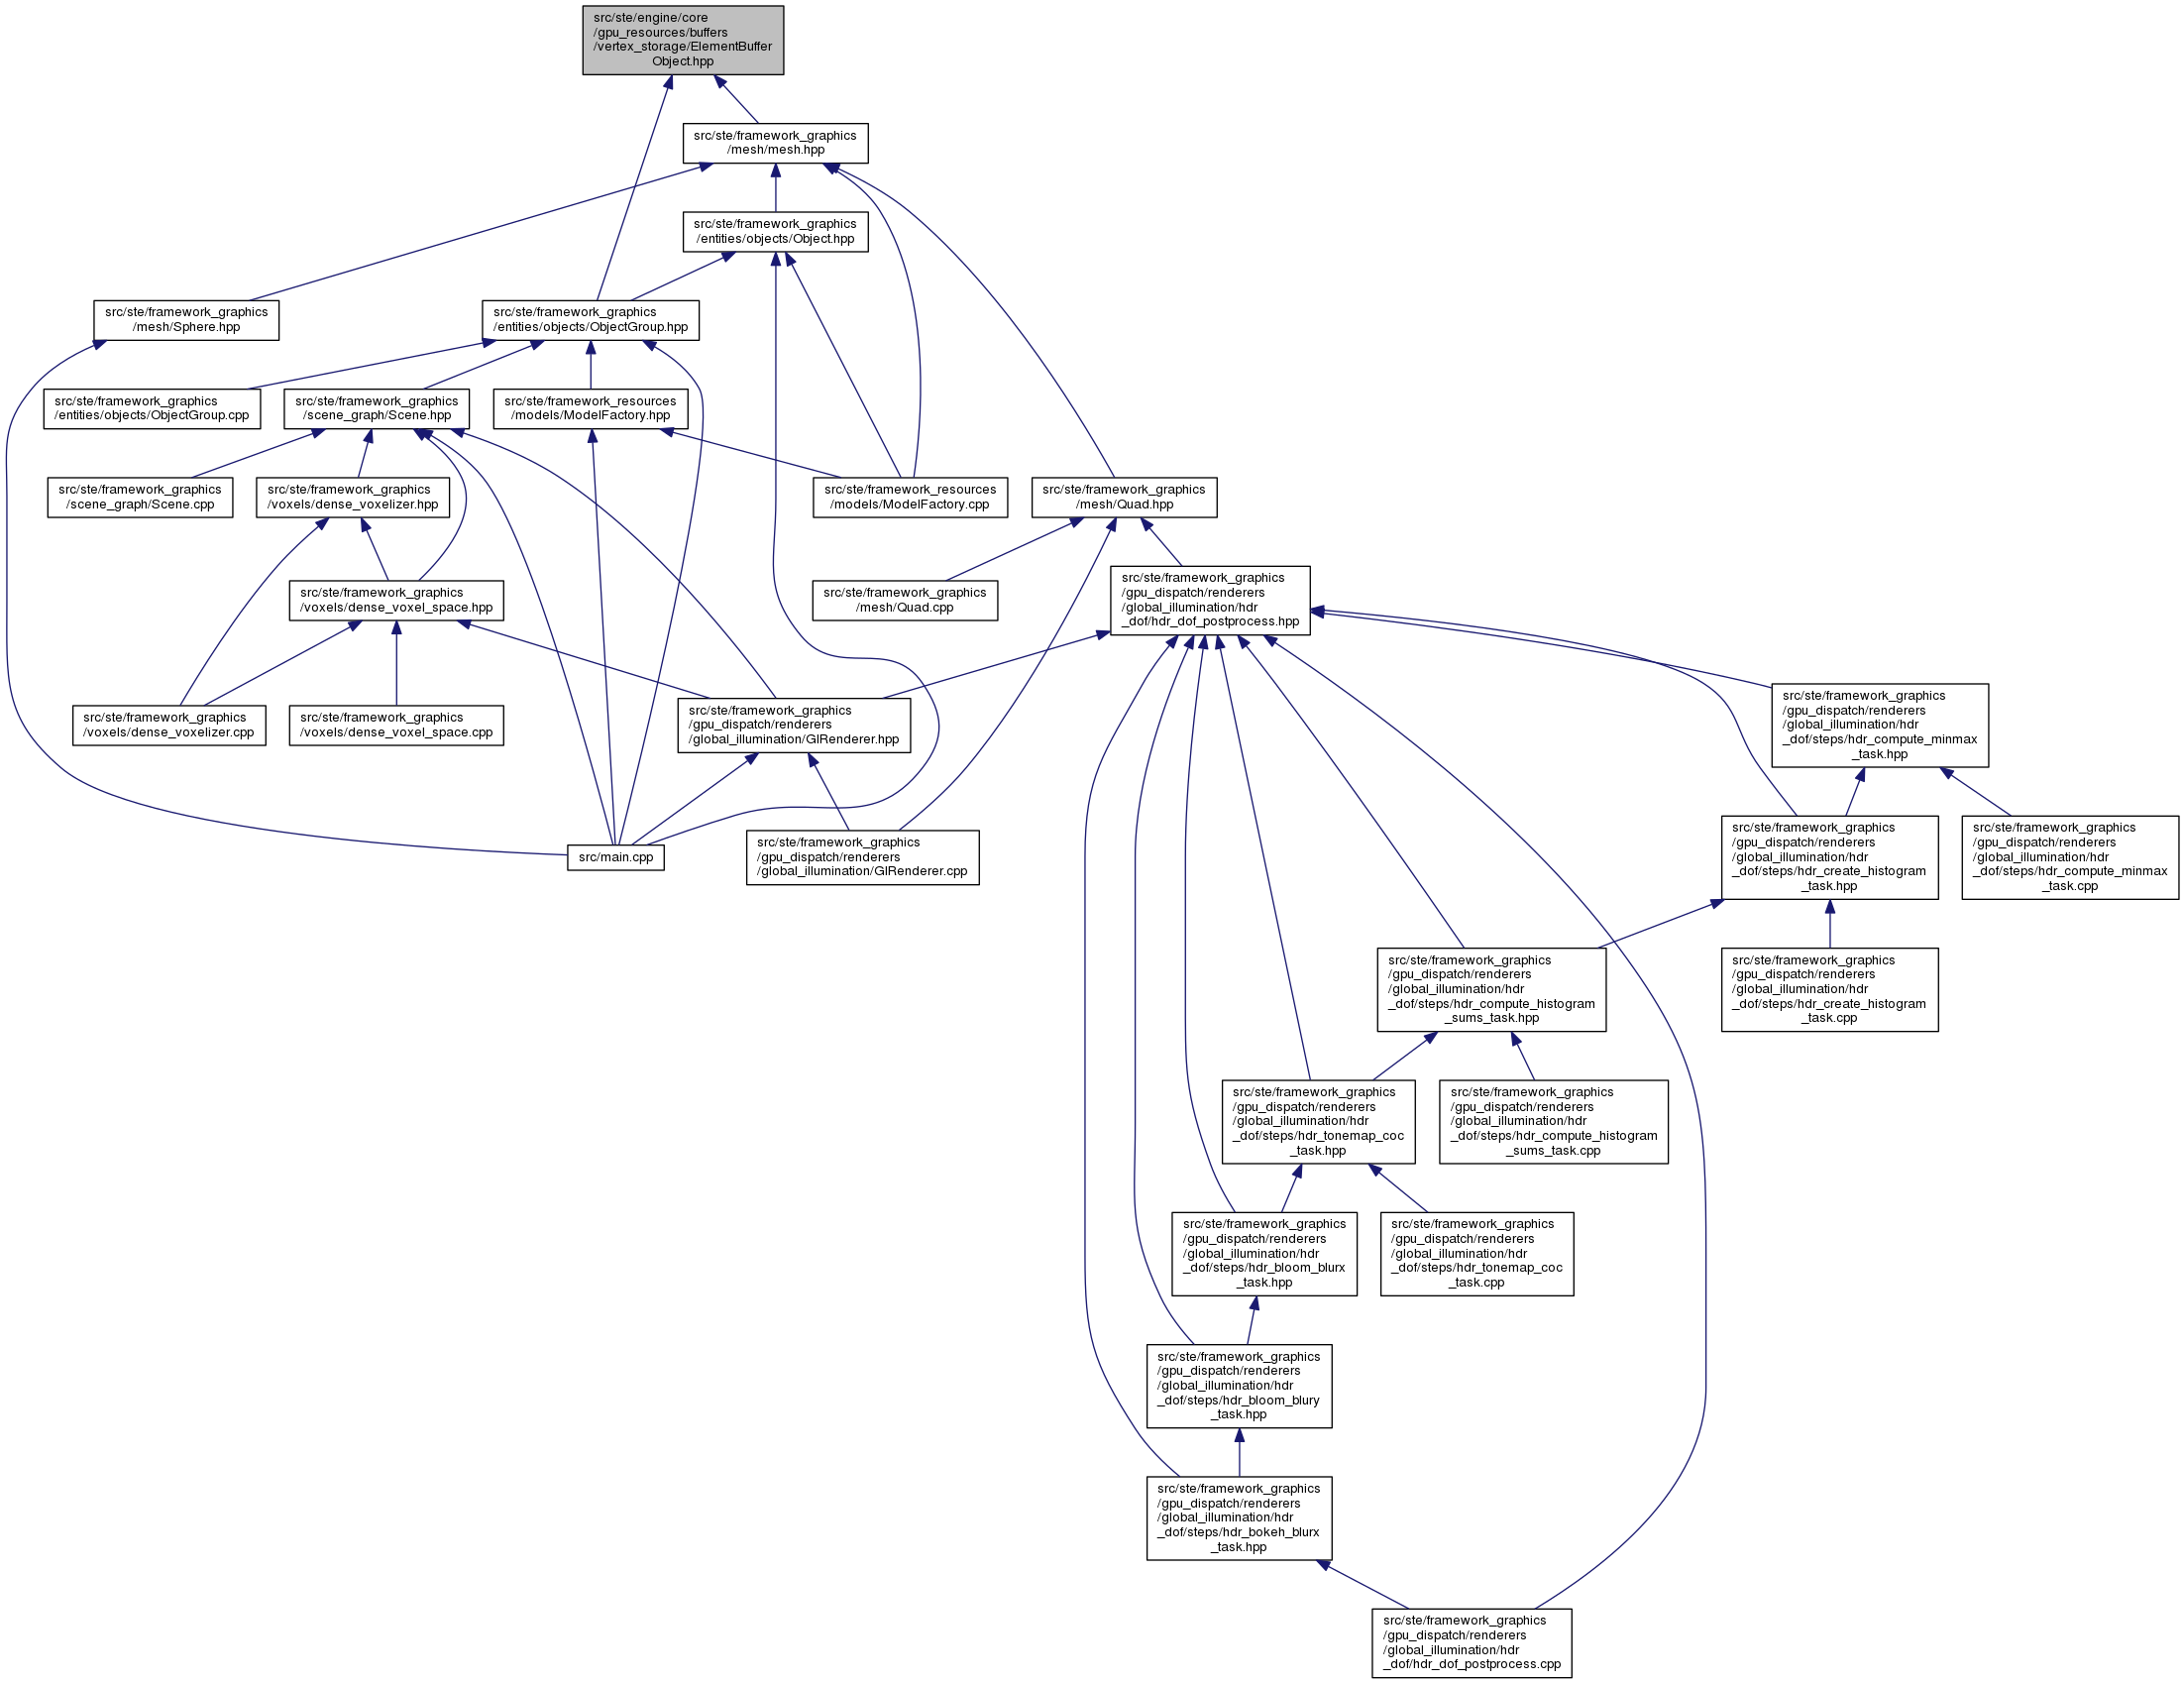 src/ste/engine/core
/gpu_resources/buffers
/vertex_storage/ElementBuffer
Object.hpp
src/ste/framework_graphics
/mesh/mesh.hpp
src/ste/framework_graphics
/entities/objects/Object.hpp
src/ste/framework_graphics
/mesh/Sphere.hpp
src/ste/framework_graphics
/entities/objects/ObjectGroup.hpp
src/ste/framework_graphics
/entities/objects/ObjectGroup.cpp
src/ste/framework_graphics
/scene_graph/Scene.hpp
src/ste/framework_resources
/models/ModelFactory.hpp
src/ste/framework_graphics
/scene_graph/Scene.cpp
src/ste/framework_graphics
/voxels/dense_voxelizer.hpp
src/ste/framework_resources
/models/ModelFactory.cpp
src/ste/framework_graphics
/mesh/Quad.hpp
src/ste/framework_graphics
/voxels/dense_voxel_space.hpp
src/ste/framework_graphics
/mesh/Quad.cpp
src/ste/framework_graphics
/gpu_dispatch/renderers
/global_illumination/hdr
_dof/hdr_dof_postprocess.hpp
src/ste/framework_graphics
/voxels/dense_voxelizer.cpp
src/ste/framework_graphics
/voxels/dense_voxel_space.cpp
src/ste/framework_graphics
/gpu_dispatch/renderers
/global_illumination/GIRenderer.hpp
src/ste/framework_graphics
/gpu_dispatch/renderers
/global_illumination/hdr
_dof/steps/hdr_compute_minmax
_task.hpp
src/main.cpp
src/ste/framework_graphics
/gpu_dispatch/renderers
/global_illumination/GIRenderer.cpp
src/ste/framework_graphics
/gpu_dispatch/renderers
/global_illumination/hdr
_dof/steps/hdr_create_histogram
_task.hpp
src/ste/framework_graphics
/gpu_dispatch/renderers
/global_illumination/hdr
_dof/steps/hdr_compute_minmax
_task.cpp
src/ste/framework_graphics
/gpu_dispatch/renderers
/global_illumination/hdr
_dof/steps/hdr_compute_histogram
_sums_task.hpp
src/ste/framework_graphics
/gpu_dispatch/renderers
/global_illumination/hdr
_dof/steps/hdr_create_histogram
_task.cpp
src/ste/framework_graphics
/gpu_dispatch/renderers
/global_illumination/hdr
_dof/steps/hdr_tonemap_coc
_task.hpp
src/ste/framework_graphics
/gpu_dispatch/renderers
/global_illumination/hdr
_dof/steps/hdr_compute_histogram
_sums_task.cpp
src/ste/framework_graphics
/gpu_dispatch/renderers
/global_illumination/hdr
_dof/steps/hdr_bloom_blurx
_task.hpp
src/ste/framework_graphics
/gpu_dispatch/renderers
/global_illumination/hdr
_dof/steps/hdr_tonemap_coc
_task.cpp
src/ste/framework_graphics
/gpu_dispatch/renderers
/global_illumination/hdr
_dof/steps/hdr_bloom_blury
_task.hpp
src/ste/framework_graphics
/gpu_dispatch/renderers
/global_illumination/hdr
_dof/steps/hdr_bokeh_blurx
_task.hpp
src/ste/framework_graphics
/gpu_dispatch/renderers
/global_illumination/hdr
_dof/hdr_dof_postprocess.cpp